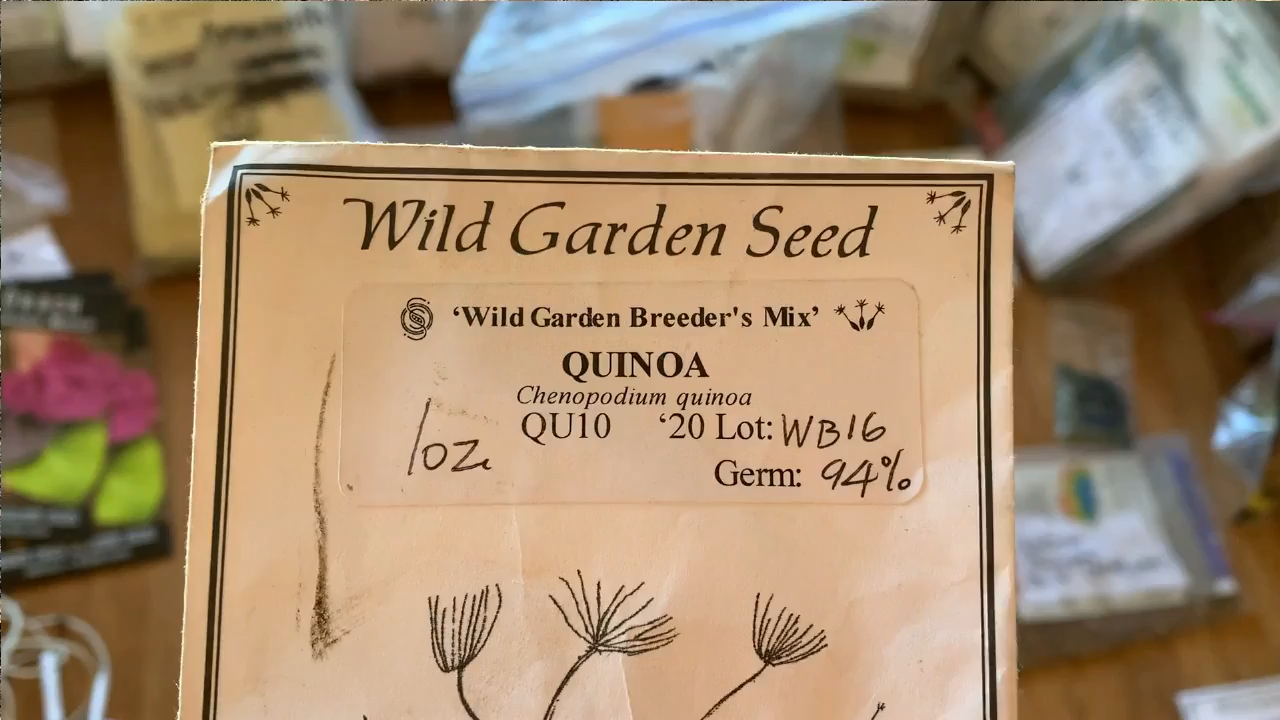 Wild Garden Seed
‘Wild Garden Breeder's Mix’
QUINOA
Chenopodium quinoa
1oz. QU10 ‘20 Lot: WB16
Germ: 94%